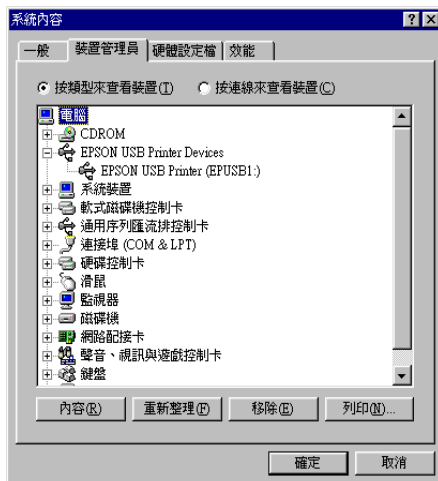 系統內容
一般 裝置管理員 硬體設定檔 效能
按類型來查看裝置(T) 按連線來查看裝置(C)
電腦
CDROM
EPSON USB Printer Devices
EPSON USB Printer (EPUSB1:)
系統裝置
軟式磁碟機控制卡
通用序列匯流排控制卡
連接埠 (COM & LPT)
硬碟控制卡
滑鼠
監視器
磁碟機
網路配接卡
聲音、視訊與遊戲控制卡
鍵盤
內容(R) 重新整理(F) 移除(E) 列印(N)...
確定 取消